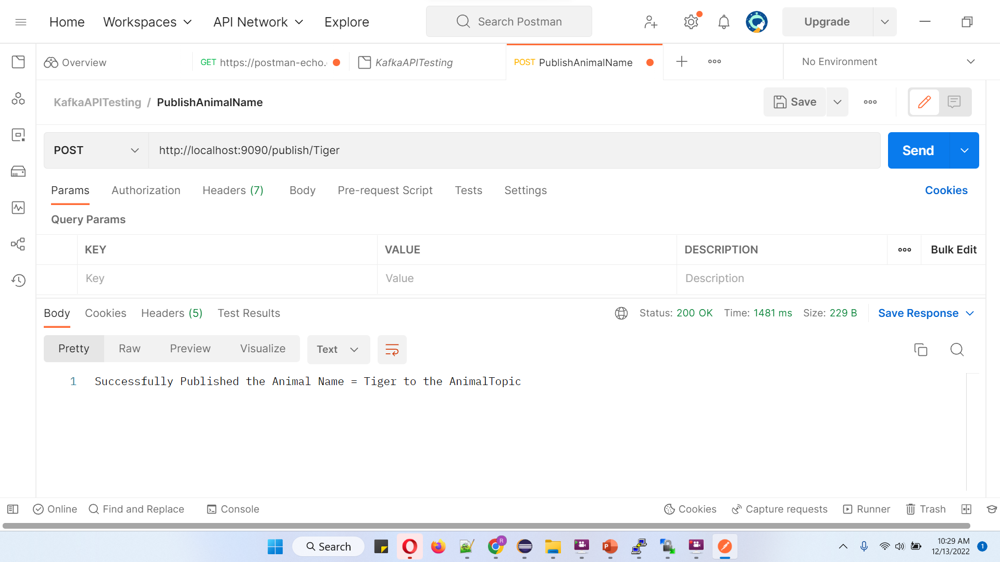 Home Workspaces API Network Explore Search Postman Upgrade
Overview GET https://postman-echo. KafkaAPITesting POST PublishAnimalName No Environment
KafkaAPITesting / PublishAnimalName Save
POST http://localhost:9090/publish/Tiger Send
Params Authorization Headers (7) Body Pre-request Script Tests Settings Cookies
Query Params
KEY VALUE DESCRIPTION Bulk Edit
Key Value Description
Body Cookies Headers (5) Test Results Status: 200 OK Time: 1481 ms Size: 229 B Save Response
Pretty Raw Preview Visualize Text
1 Successfully Published the Animal Name = Tiger to the AnimalTopic
Online Find and Replace Console Cookies Capture requests Runner Trash
Search R 10:29 AM
12/13/2022 1